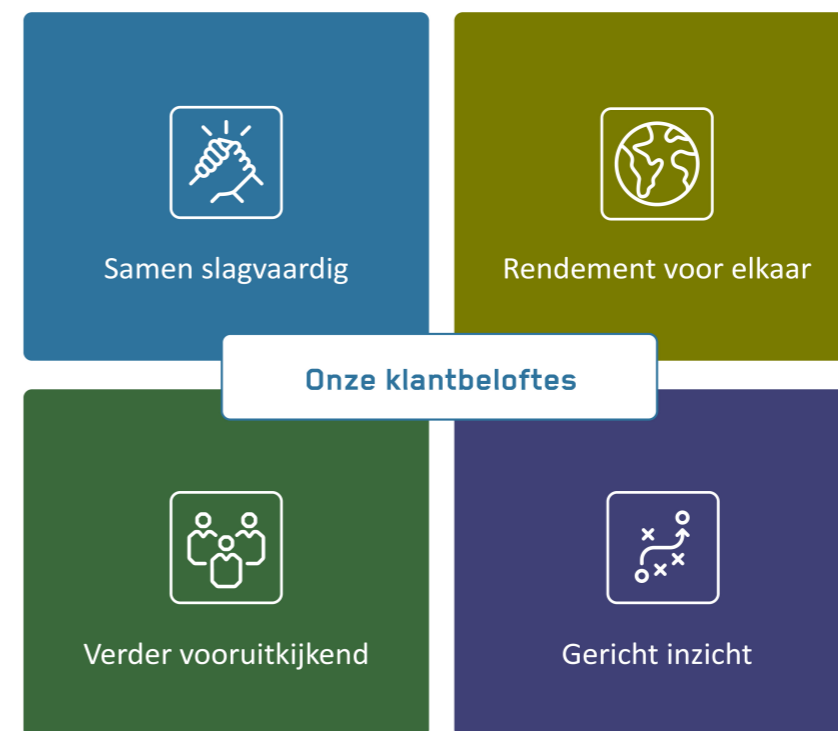 Samen slagvaardig
Rendement voor elkaar
Onze klantbeloftes
Verder vooruitkijkend
Gericht inzicht